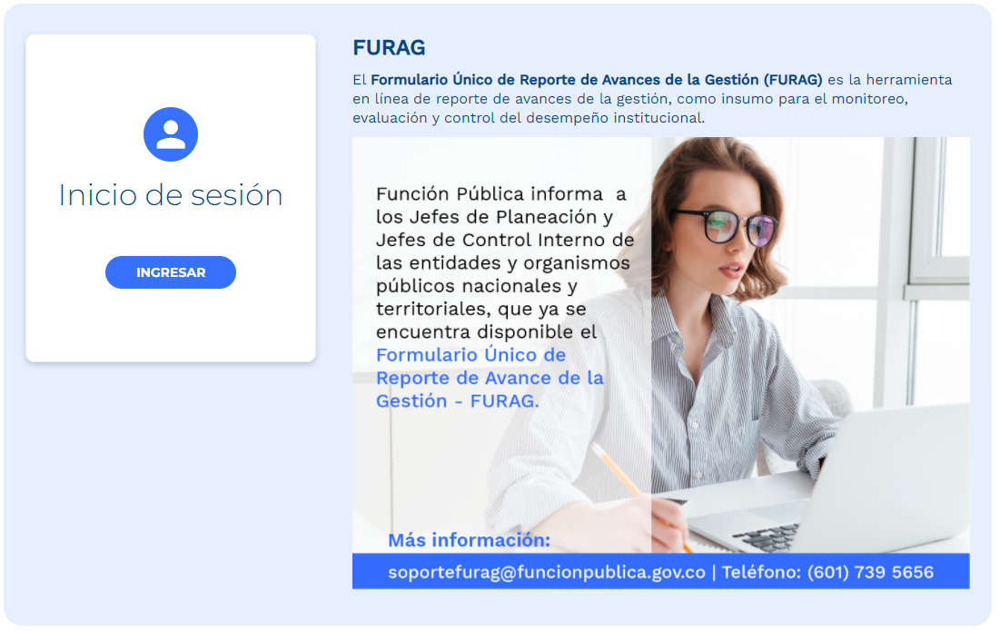 Inicio de sesión
INGRESAR
FURAG
El Formulario Único de Reporte de Avances de la Gestión (FURAG) es la herramienta
en línea de reporte de avances de la gestión, como insumo para el monitoreo,
evaluación y control del desempeño institucional.
Función Pública informa  a
los Jefes de Planeación y
Jefes de Control Interno de
las entidades y organismos
públicos nacionales y
territoriales, que ya se
encuentra disponible el
Formulario Único de
Reporte de Avance de la
Gestión - FURAG.
Más información:
soportefurag@funcionpublica.gov.co | Teléfono: (601) 739 5656